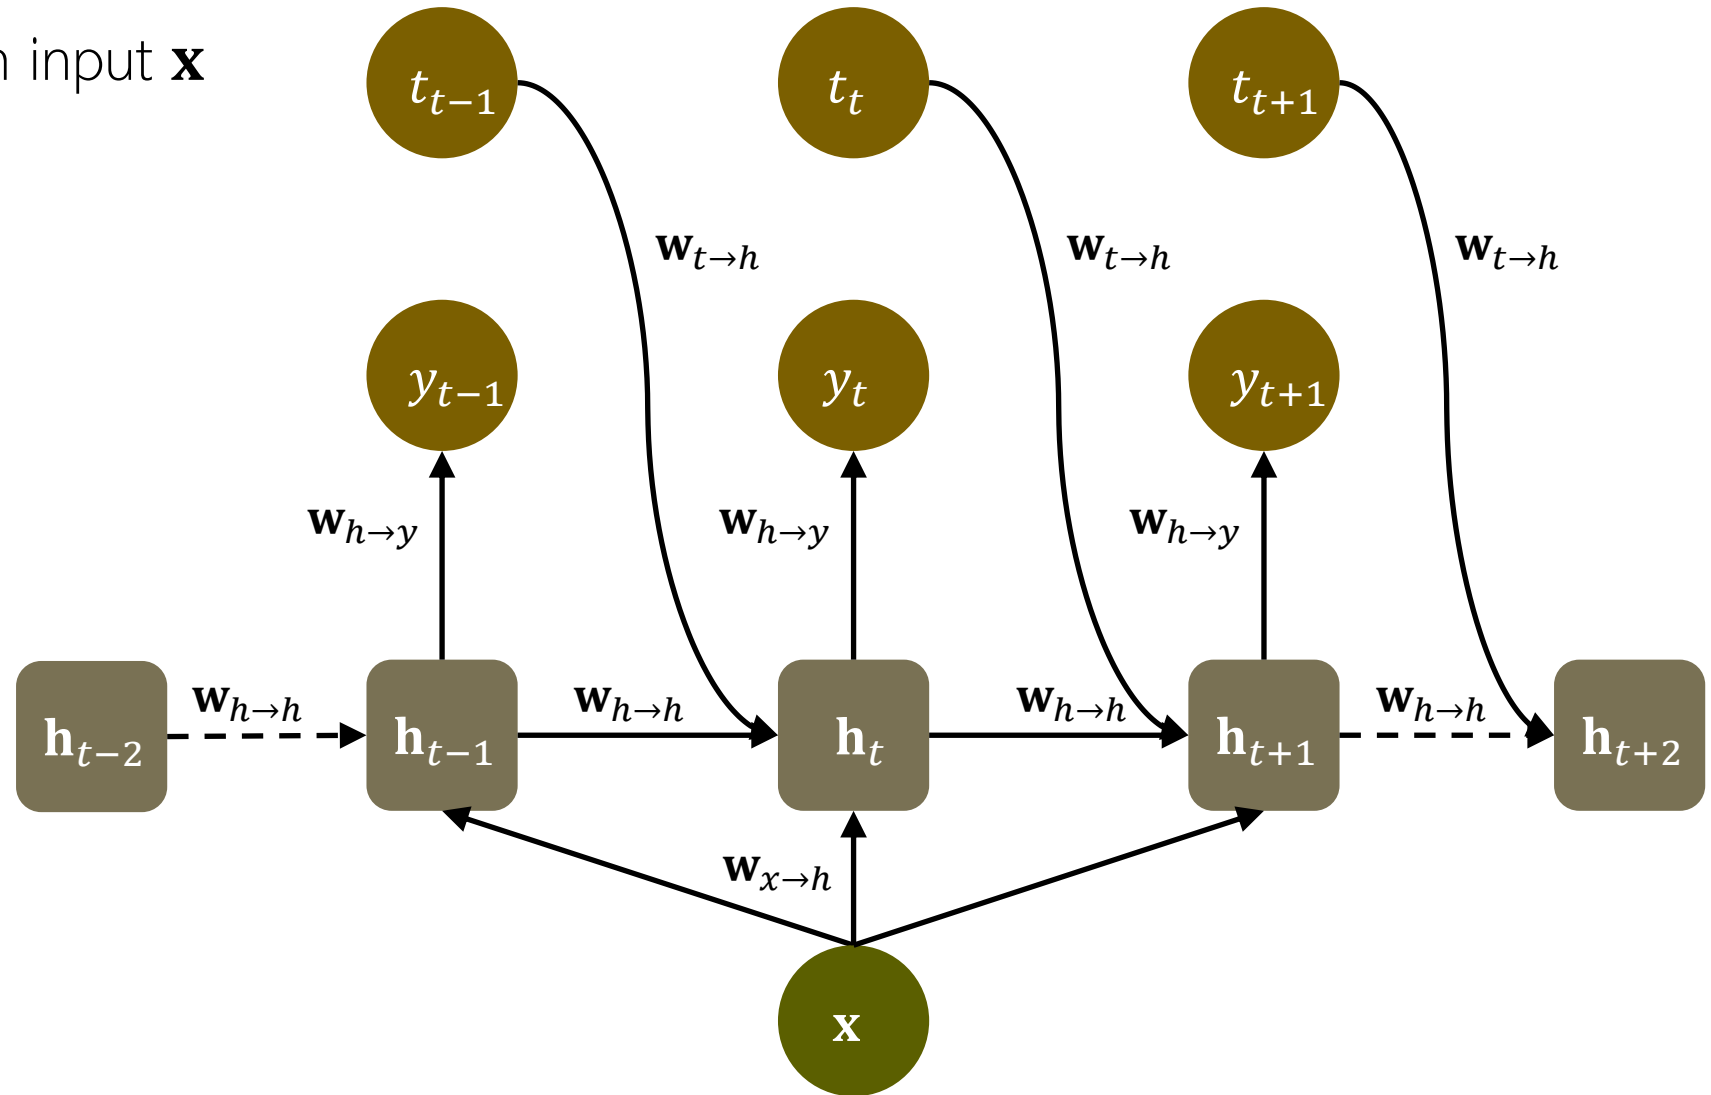 n input 𝐱
t_{t−1} t_t t_{t+1}
𝐰_{t→h} 𝐰_{t→h} 𝐰_{t→h}
y_{t−1} y_t y_{t+1}
𝐰_{h→y} 𝐰_{h→y} 𝐰_{h→y}
𝐰_{h→h} 𝐰_{h→h} 𝐰_{h→h} 𝐰_{h→h}
𝐡_{t−2} 𝐡_{t−1} 𝐡_t 𝐡_{t+1} 𝐡_{t+2}
𝐰_{x→h}
𝐱